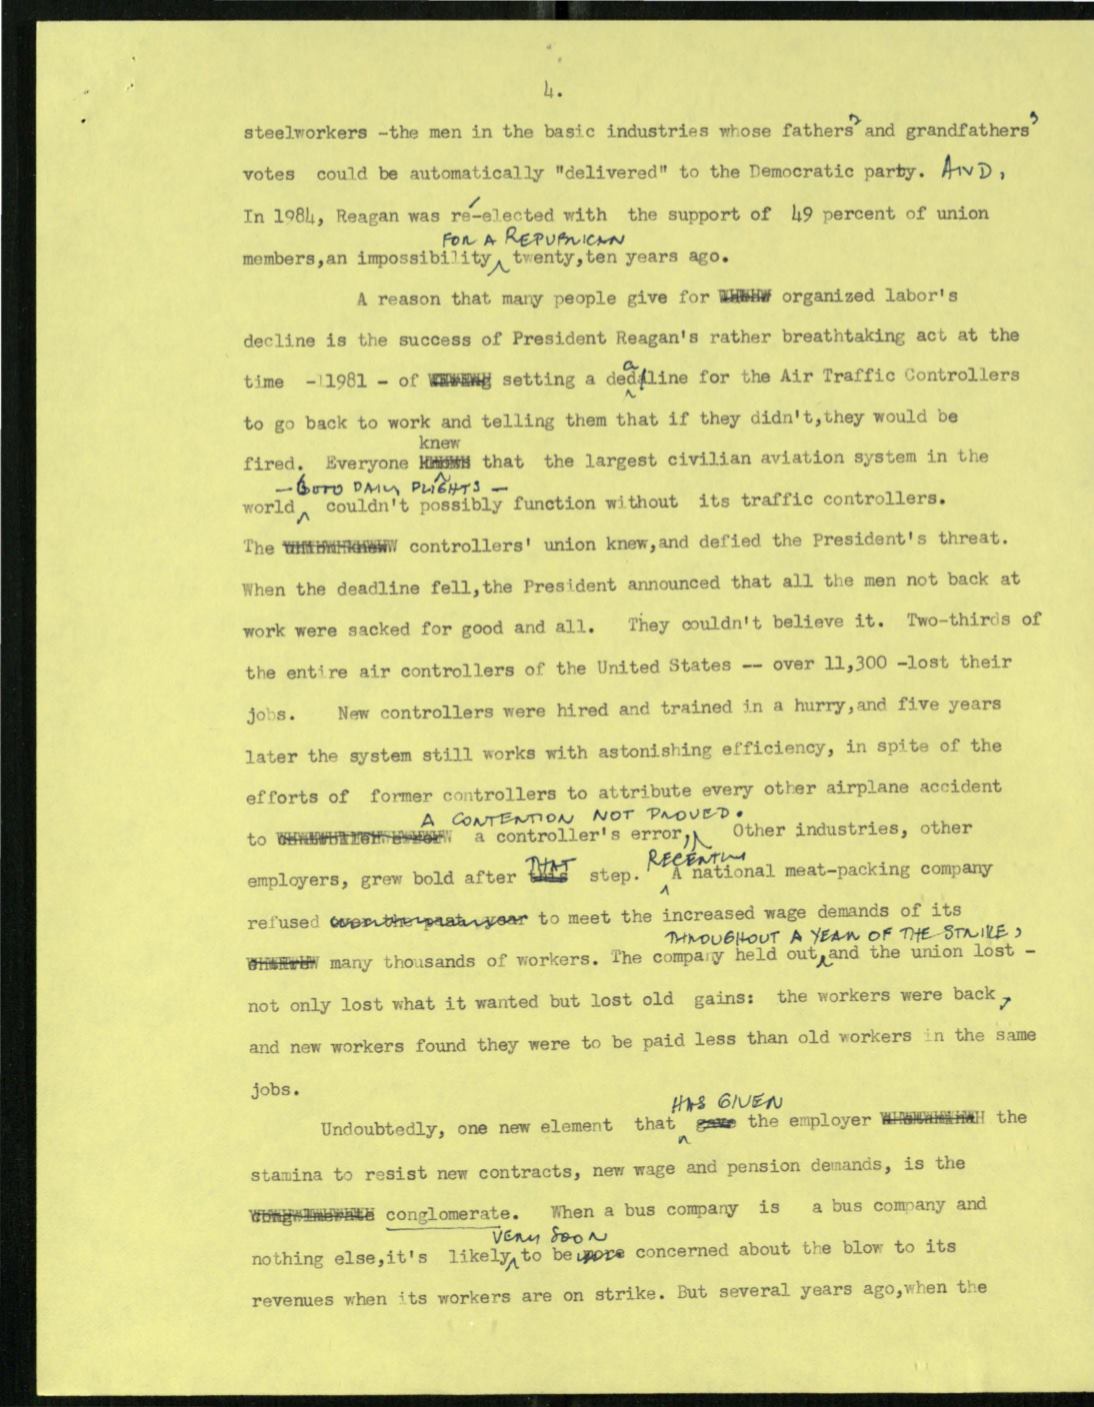 4.
steelworkers -the men in the basic industries whose fathers' and grandfathers'
votes could be automatically "delivered" to the Democratic party. AND,
In 1984, Reagan was re-elected with the support of 49 percent of union
FOR A REPUBLICAN
members,an impossibility twenty,ten years ago.
A reason that many people give for organized labor's
decline is the success of President Reagan's rather breathtaking act at the
time - 1981 - of setting a deadline for the Air Traffic Controllers
to go back to work and telling them that if they didn't,they would be
knew
fired. Everyone that the largest civilian aviation system in the
- DAILY FLIGHTS -
world couldn't possibly function without its traffic controllers.
The controllers' union knew,and defied the President's threat.
When the deadline fell,the President announced that all the men not back at
work were sacked for good and all. They couldn't believe it. Two-thirds of
the entire air controllers of the United States -- over 11,300 -lost their
jobs. New controllers were hired and trained in a hurry,and five years
later the system still works with astonishing efficiency, in spite of the
efforts of former controllers to attribute every other airplane accident
A CONTENTION NOT PROVED.
to a controller's error, Other industries, other
THAT RECENTLY
employers, grew bold after this step. A national meat-packing company
refused over the past year to meet the increased wage demands of its
THROUGHOUT A YEAR OF THE STRIKE,
many thousands of workers. The company held out, and the union lost -
not only lost what it wanted but lost old gains: the workers were back,
and new workers found they were to be paid less than old workers in the same
jobs.
HAS GIVEN
Undoubtedly, one new element that gave the employer the
stamina to resist new contracts, new wage and pension demands, is the
conglomerate. When a bus company is a bus company and
VERY SOON
nothing else,it's likely to be more concerned about the blow to its
revenues when its workers are on strike. But several years ago,when the